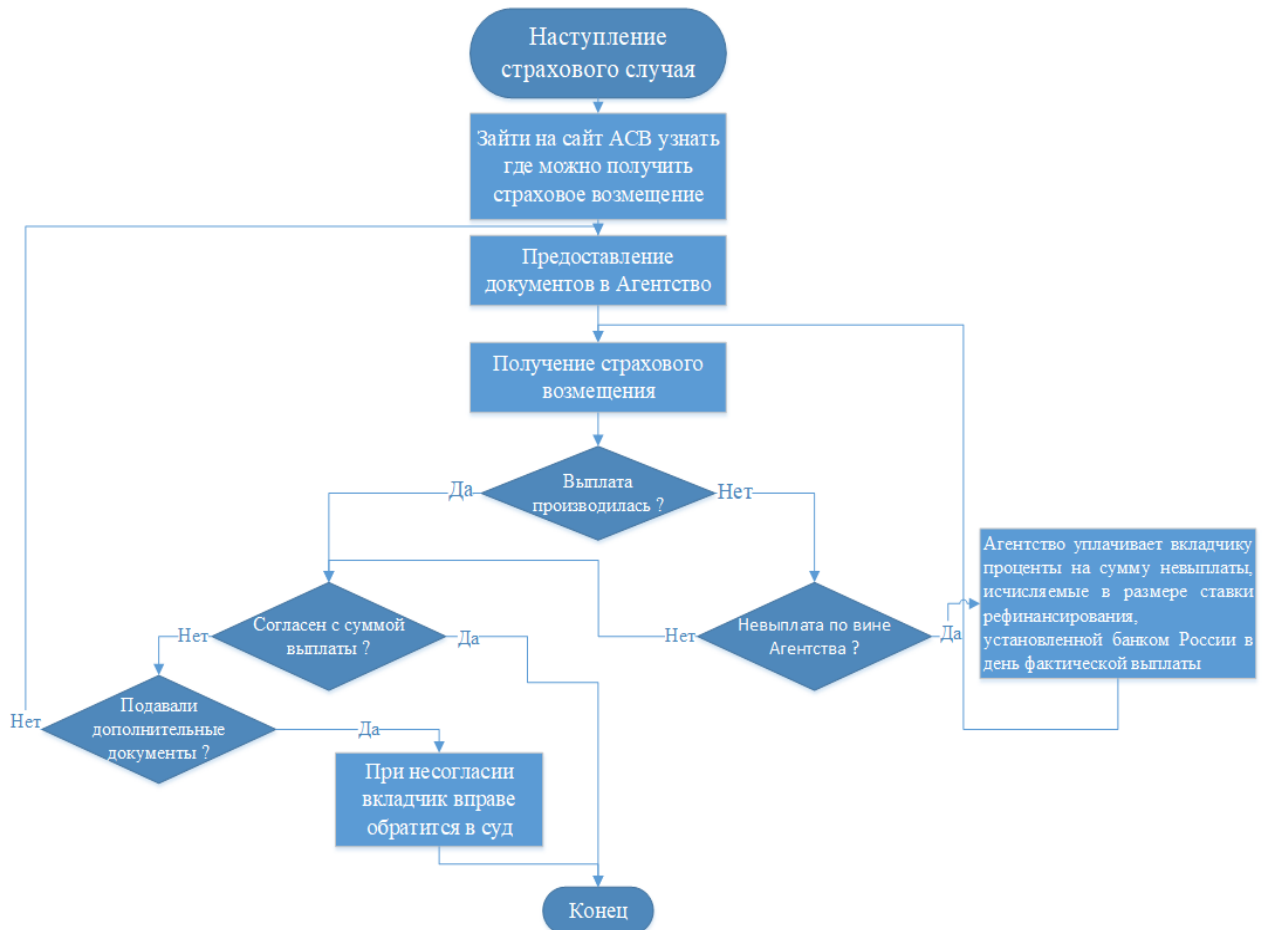 Наступление
страхового случая
Зайти на сайт АСВ узнать
где можно получить
страховое возмещение
Предоставление
документов в Агентство
Получение страхового
возмещения
Выплата
производилась ?
Да
Нет
Агентство уплачивает вкладчику
проценты на сумму невыплаты,
исчисляемые в размере ставки
рефинансирования,
установленной банком России в
день фактической выплаты
Согласен с суммой
выплаты ?
Нет
Да
Невыплата по вине
Агентства ?
Нет
Да
Подавали
дополнительные
документы ?
Нет
Да
При несогласии
вкладчик вправе
обратится в суд
Конец